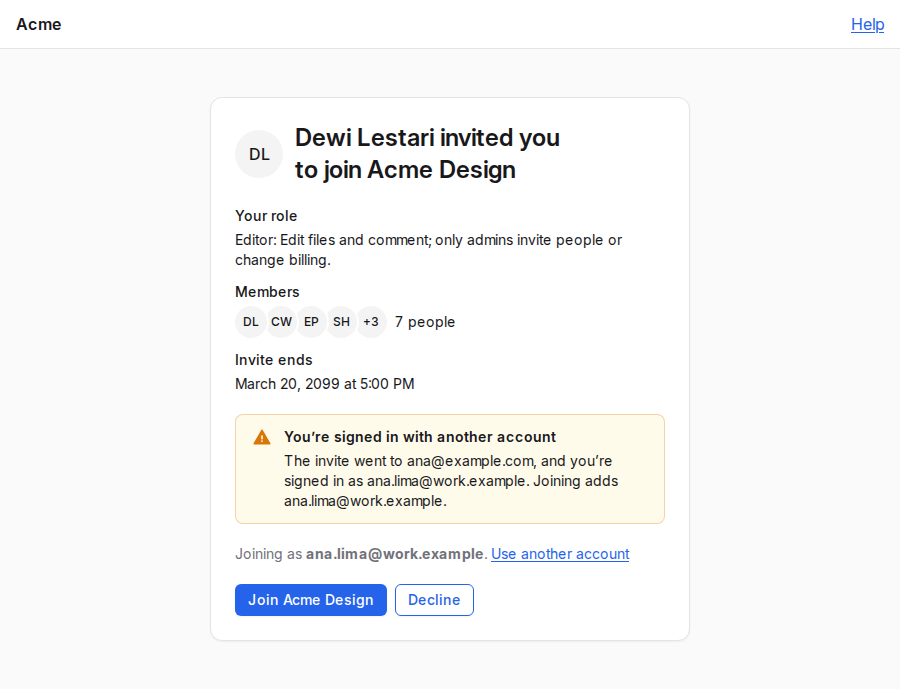 Acme
Help
DL
Dewi Lestari invited you
to join Acme Design
Your role
Editor: Edit files and comment; only admins invite people or
change billing.
Members
DL CW EP SH +3 7 people
Invite ends
March 20, 2099 at 5:00 PM
You’re signed in with another account
The invite went to ana@example.com, and you’re
signed in as ana.lima@work.example. Joining adds
ana.lima@work.example.
Joining as ana.lima@work.example. Use another account
Join Acme Design
Decline